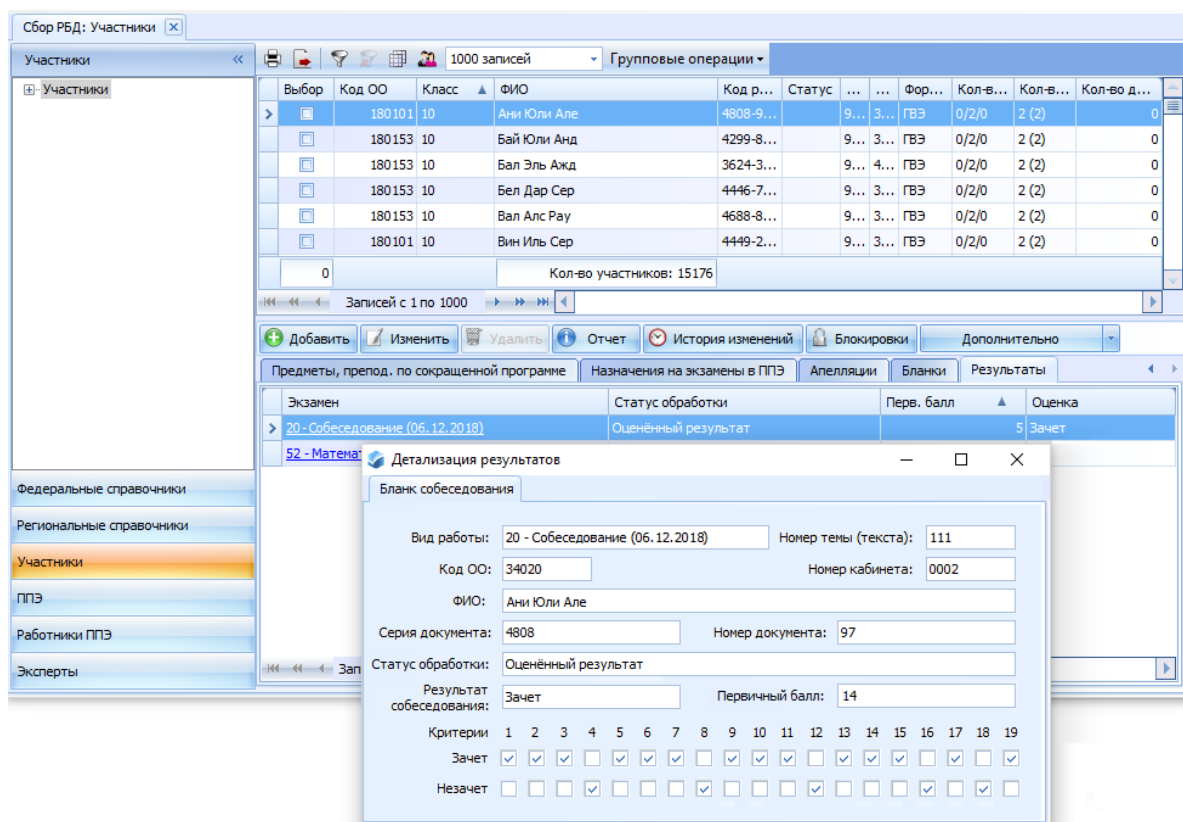 Сбор РБД: Участники
Участники
1000 записей Групповые операции
Участники
Выбор Код ОО Класс ФИО Код р... Статус ... ... Фор... Кол-в... Кол-в... Кол-во д...
180101 10 Ани Юли Але 4808-9... 9... 3... ГВЭ 0/2/0 2 (2) 0
180153 10 Бай Юли Анд 4299-8... 9... 3... ГВЭ 0/2/0 2 (2) 0
180153 10 Бал Эль Ажд 3624-3... 9... 4... ГВЭ 0/2/0 2 (2) 0
180153 10 Бел Дар Сер 4446-7... 9... 3... ГВЭ 0/2/0 2 (2) 0
180153 10 Вал Алс Рау 4688-8... 9... 3... ГВЭ 0/2/0 2 (2) 0
180101 10 Вин Иль Сер 4449-2... 9... 3... ГВЭ 0/2/0 2 (2) 0
0 Кол-во участников: 15176
Записей с 1 по 1000
Добавить Изменить Удалить Отчет История изменений Блокировки Дополнительно
Предметы, препод. по сокращенной программе Назначения на экзамены в ППЭ Апелляции Бланки Результаты
Экзамен Статус обработки Перв. балл Оценка
20 - Собеседование (06.12.2018) Оценённый результат 5 Зачет
52 - Матема
Федеральные справочники
Региональные справочники
Участники
ППЭ
Работники ППЭ
Эксперты
Зап
Детализация результатов
Бланк собеседования
Вид работы: 20 - Собеседование (06.12.2018) Номер темы (текста): 111
Код ОО: 34020 Номер кабинета: 0002
ФИО: Ани Юли Але
Серия документа: 4808 Номер документа: 97
Статус обработки: Оценённый результат
Результат
собеседования: Зачет Первичный балл: 14
Критерии 1 2 3 4 5 6 7 8 9 10 11 12 13 14 15 16 17 18 19
Зачет
Незачет